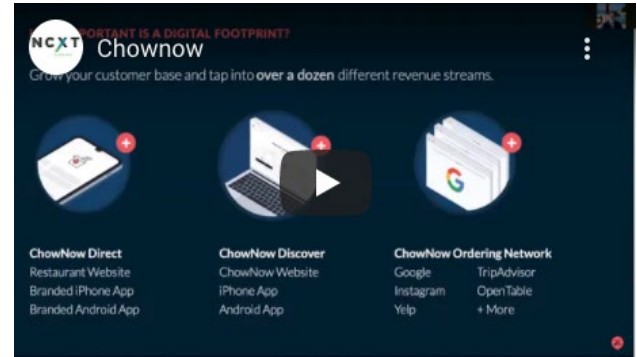 PORTANT IS A DIGITAL FOOTPRINT?
NCXT
Chownow
Grow your customer base and tap into over a dozen different revenue streams.
G
ChowNow Direct
Restaurant Website
Branded iPhone App
Branded Android App
ChowNow Discover
ChowNow Website
iPhone App
Android App
ChowNow Ordering Network
Google TripAdvisor
Instagram OpenTable
Yelp + More